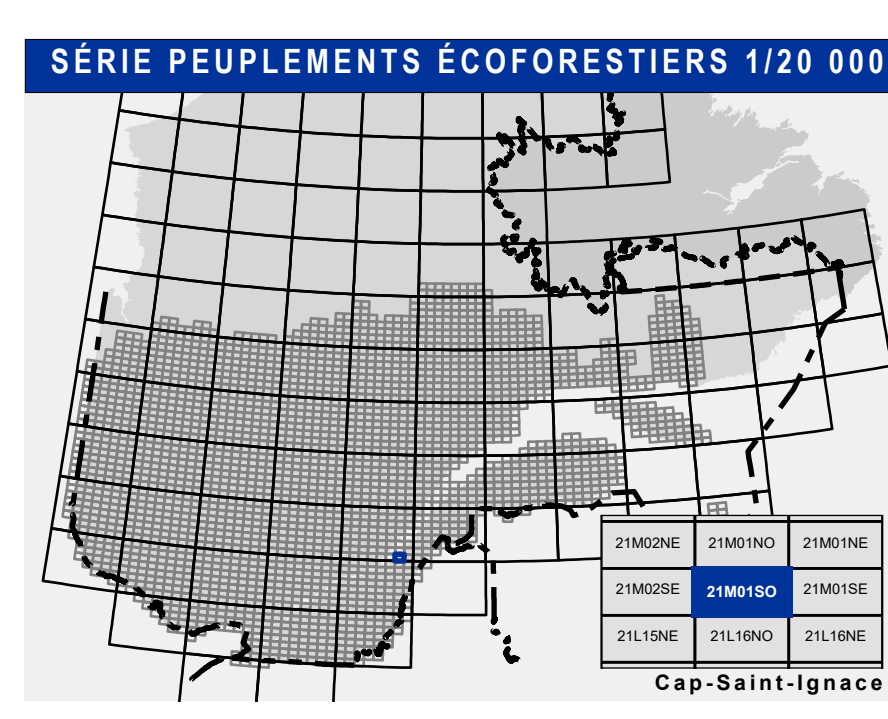 SÉRIE PEUPLEMENTS ÉCOFORESTIERS 1/20 000
21M02NE 21M01NO 21M01NE
21M02SE 21M01SO 21M01SE
21L15NE 21L16NO 21L16NE
Cap-Saint-Ignace